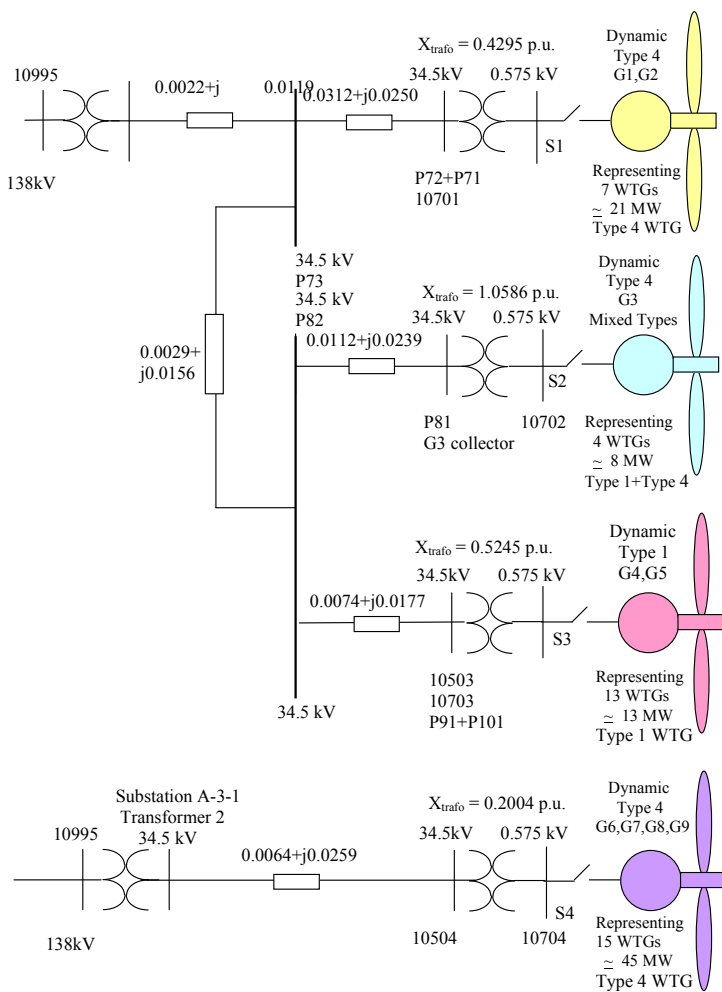 X_trafo = 0.4295 p.u.
Dynamic
Type 4
G1,G2
10995
0.0022+j
0.0119
0.0312+j0.0250
34.5kV
0.575 kV
S1
138kV
P72+P71
10701
Representing
7 WTGs
≃ 21 MW
Type 4 WTG
34.5 kV
P73
34.5 kV
P82
X_trafo = 1.0586 p.u.
Dynamic
Type 4
G3
Mixed Types
34.5kV
0.575 kV
0.0112+j0.0239
0.0029+
j0.0156
S2
P81
G3 collector
10702
Representing
4 WTGs
≃ 8 MW
Type 1+Type 4
X_trafo = 0.5245 p.u.
Dynamic
Type 1
G4,G5
34.5kV
0.575 kV
0.0074+j0.0177
S3
10503
10703
P91+P101
34.5 kV
Representing
13 WTGs
≃ 13 MW
Type 1 WTG
Substation A-3-1
Transformer 2
X_trafo = 0.2004 p.u.
Dynamic
Type 4
G6,G7,G8,G9
10995
34.5 kV
34.5kV
0.575 kV
0.0064+j0.0259
S4
138kV
10504
10704
Representing
15 WTGs
≃ 45 MW
Type 4 WTG